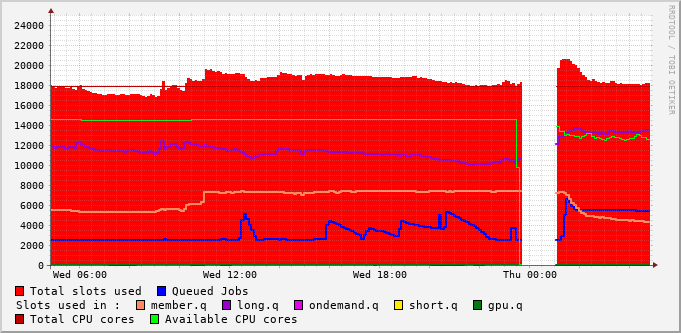 24000
22000
20000
18000
16000
14000
12000
10000
8000
6000
4000
2000
0
Wed 06:00 Wed 12:00 Wed 18:00 Thu 00:00
RRDTOOL / TOBI OETIKER
Total slots used Queued Jobs
Slots used in : member.q long.q ondemand.q short.q gpu.q
Total CPU cores Available CPU cores